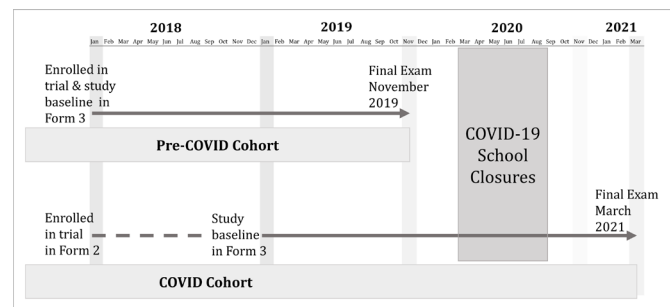 2018 2019 2020 2021
Jan Feb Mar Apr May Jun Jul Aug Sep Oct Nov Dec Jan Feb Mar Apr May Jun Jul Aug Sep Oct Nov Dec Jan Feb Mar Apr May Jun Jul Aug Sep Oct Nov Dec Jan Feb Mar
Enrolled in
trial & study
baseline in
Form 3
Final Exam
November
2019
Pre-COVID Cohort
COVID-19
School
Closures
Enrolled
in trial
in Form 2
Study
baseline
in Form 3
Final Exam
March
2021
COVID Cohort